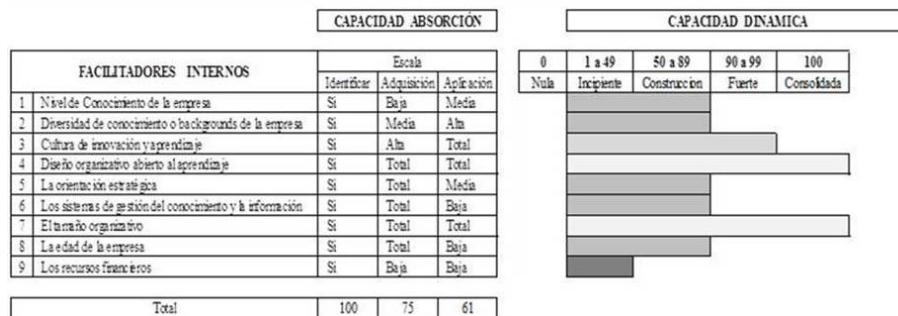 CAPACIDAD ABSORCIÓN CAPACIDAD DINAMICA
FACILITADORES INTERNOS Escala 0 1 a 49 50 a 89 90 a 99 100
Identificar Adquisición Aplicación Nula Incipiente Construccion Fuerte Consolidada
1 Nivel de Conocimiento de la empresa Si Baja Media
2 Diversidad de conocimiento o backgrounds de la empresa Si Media Alta
3 Cultura de innovación y aprendizaje Si Alta Total
4 Diseño organizativo abierto al aprendizaje Si Total Total
5 La orientación estratégica Si Total Media
6 Los sistemas de gestión del conocimiento y la información Si Total Baja
7 El tamaño organizativo Si Total Total
8 La edad de la empresa Si Total Baja
9 Los recursos financieros Si Baja Baja
Total 100 75 61